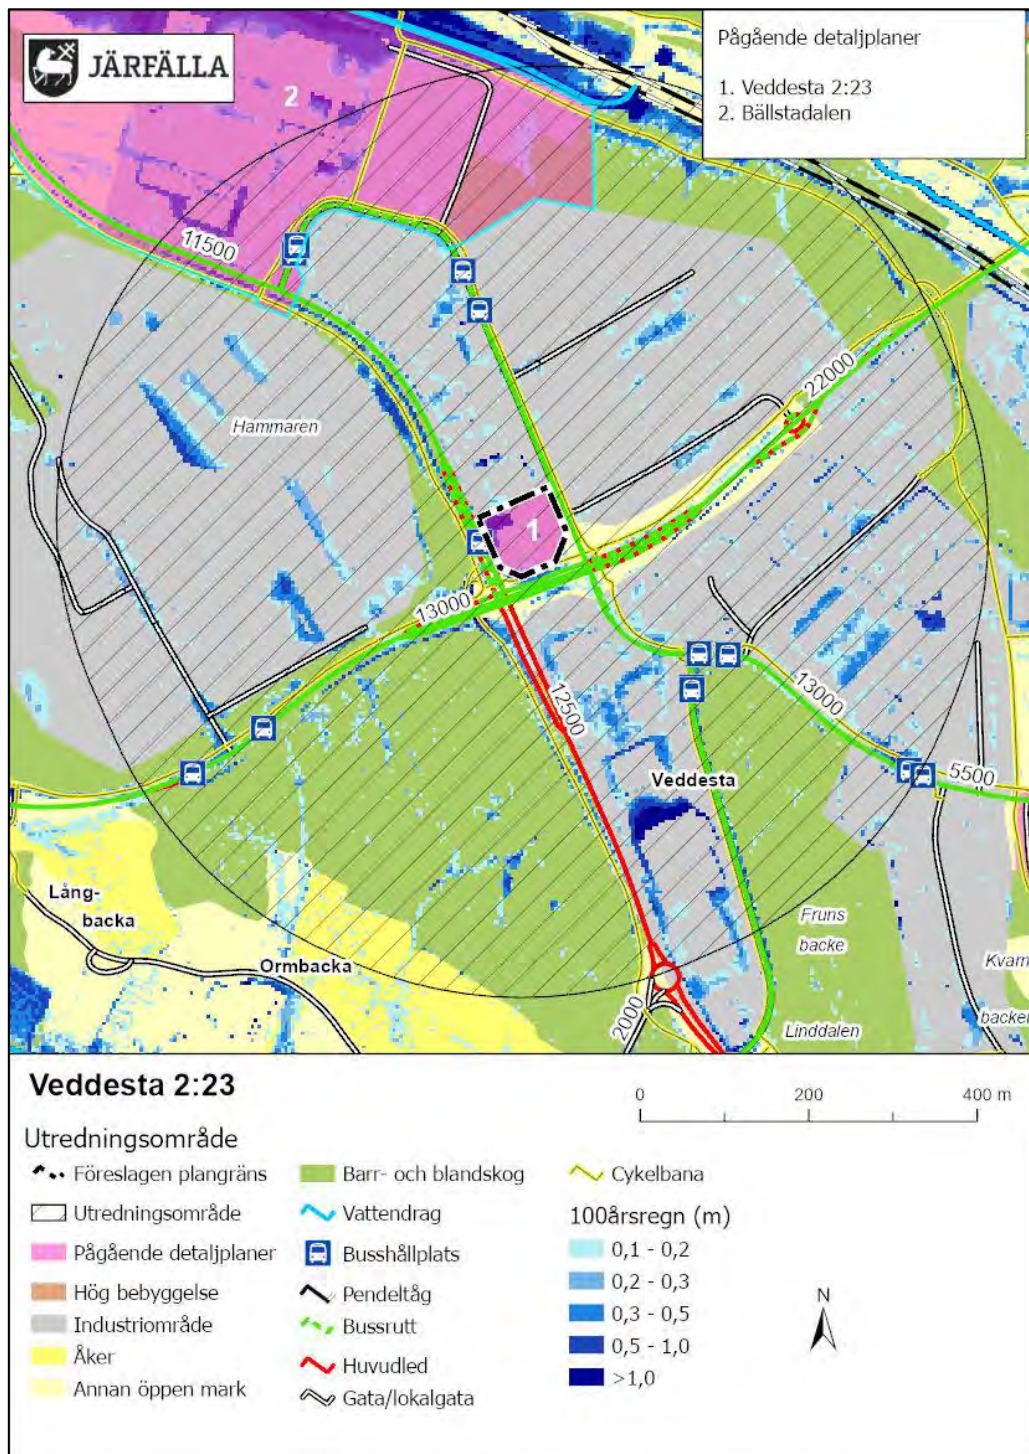 JÄRFÄLLA
Pågående detaljplaner
1. Veddesta 2:23
2. Bällstadalen
2
11500
22000
Hammaren
1
13000
12500
13000
5500
Veddesta
Lång-
backa
Fruns
backe
Ormbacka
Kvarn
backen
2000
Linddalen
Veddesta 2:23
0 200 400 m
Utredningsområde
Föreslagen plangräns
Utredningsområde
Pågående detaljplaner
Hög bebyggelse
Industriområde
Åker
Annan öppen mark
Barr- och blandskog
Vattendrag
Busshållplats
Pendeltåg
Bussrutt
Huvudled
Gata/lokalgata
Cykelbana
100årsregn (m)
0,1 - 0,2
0,2 - 0,3
0,3 - 0,5
0,5 - 1,0
>1,0
N